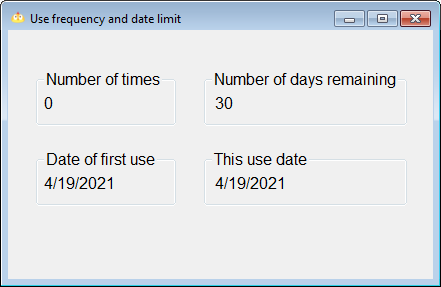 Use frequency and date limit
Number of times
0
Number of days remaining
30
Date of first use
4/19/2021
This use date
4/19/2021